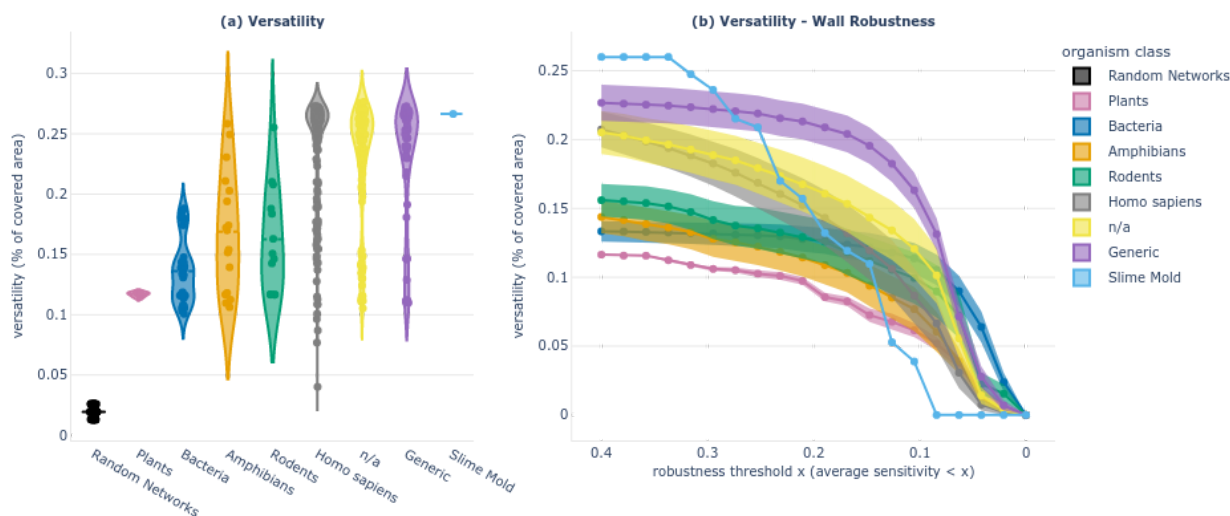 (a) Versatility
versatility (% of covered area)
0.3
0.25
0.2
0.15
0.1
0.05
0
Random Networks
Plants
Bacteria
Amphibians
Rodents
Homo sapiens
n/a
Generic
Slime Mold
(b) Versatility - Wall Robustness
versatility (% of covered area)
0.25
0.2
0.15
0.1
0.05
0
0.4
0.3
0.2
0.1
0
robustness threshold x (average sensitivity < x)
organism class
Random Networks
Plants
Bacteria
Amphibians
Rodents
Homo sapiens
n/a
Generic
Slime Mold